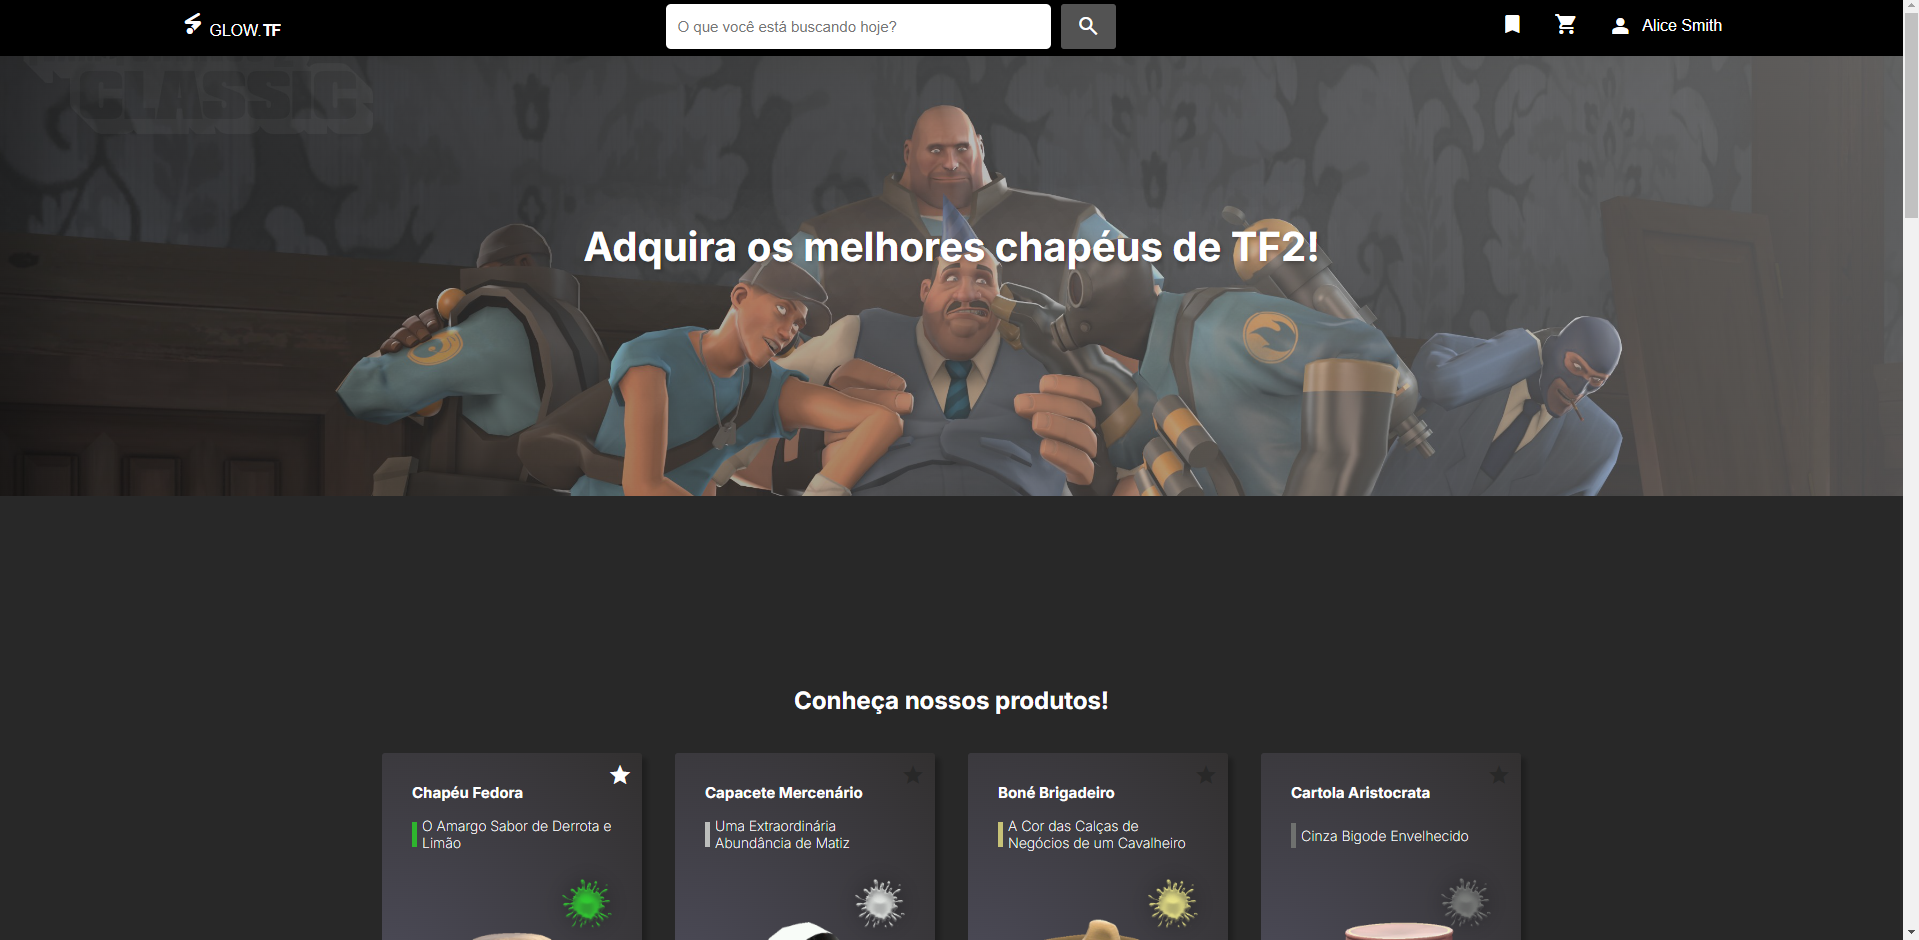 GLOW.TF
O que você está buscando hoje?
Alice Smith
CLASSIC
Adquira os melhores chapéus de TF2!
Conheça nossos produtos!
Chapéu Fedora
O Amargo Sabor de Derrota e
Limão
Capacete Mercenário
Uma Extraordinária
Abundância de Matiz
Boné Brigadeiro
A Cor das Calças de
Negócios de um Cavalheiro
Cartola Aristocrata
Cinza Bigode Envelhecido